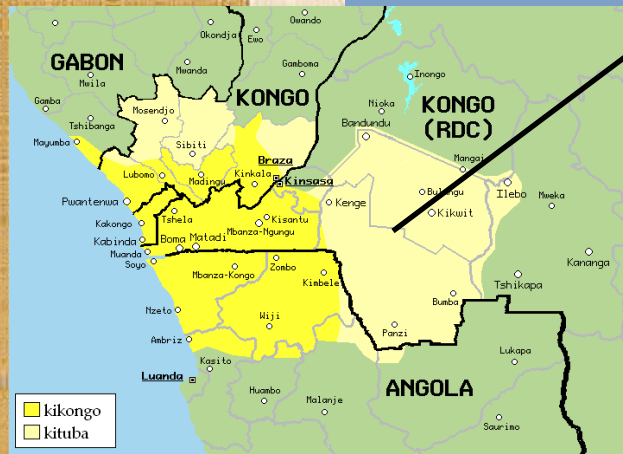 Okondja
Ewo
Owando
GABON
Mwanda
Gamboma
Mwila
Inongo
Gamba
Mosendjo
KONGO
Nioka
KONGO
(RDC)
Tshibanga
Bandundu
Mayumba
Sibiti
Braza
Mangai
Lubomo
Madingu
Kinkala
Kinsasa
Bulungu
Ilebo
Pwantenwa
Tshela
Kisantu
Kenge
Kikwit
Mweka
Kakongo
Mbanza-Ngungu
Kabinda
Boma
Matadi
Muanda
Soyo
Zombo
Kananga
Mbanza-Kongo
Kimbele
Tshikapa
Nzeto
Bumba
Wiji
Panzi
Ambriz
Kasito
Lukapa
Luanda
ANGOLA
Huambo
Malanje
Saurimo
kikongo
kituba